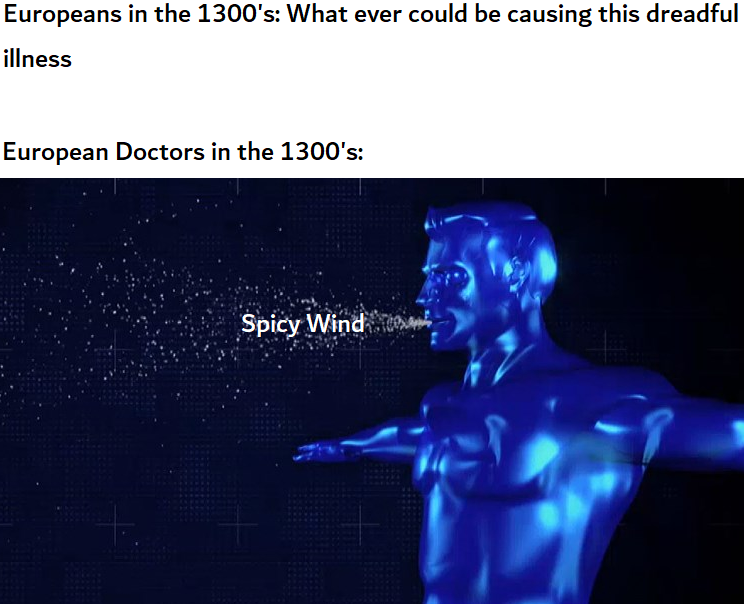 Europeans in the 1300's: What ever could be causing this dreadful
illness
European Doctors in the 1300's:
Spicy Wind